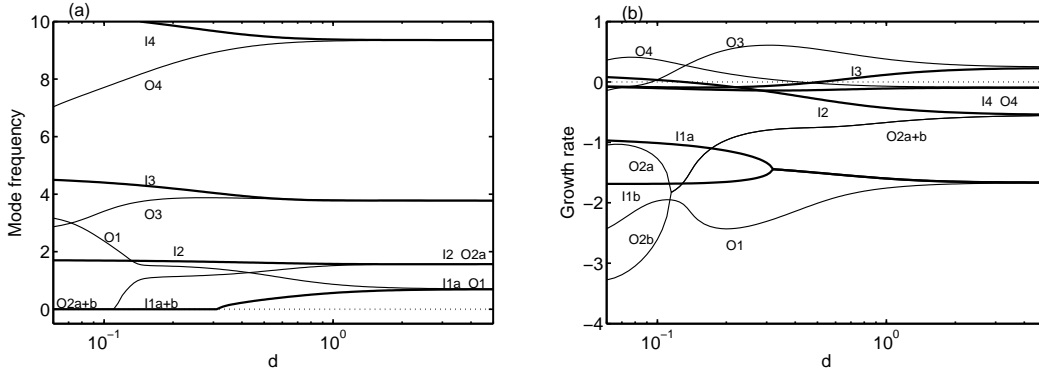 (a)
10
8
6
4
2
0
Mode frequency
I4
O4
I3
O3
O1
I2
I2 O2a
I1a O1
O2a+b
I1a+b
10⁻¹
10⁰
d
(b)
1
0
−1
−2
−3
−4
Growth rate
O4
O3
I3
I2
I4 O4
I1a
O2a+b
O2a
I1b
O2b
O1
10⁻¹
10⁰
d